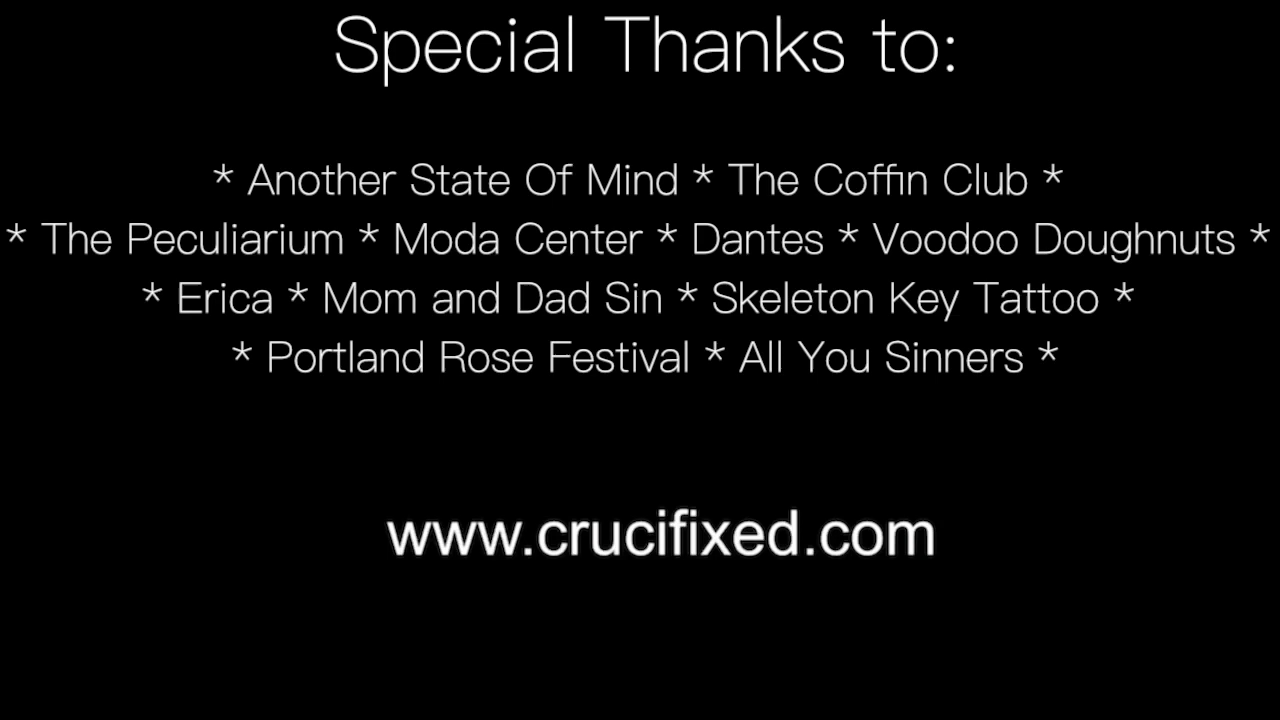 Special Thanks to:
* Another State Of Mind * The Coffin Club *
* The Peculiarium * Moda Center * Dantes * Voodoo Doughnuts *
* Erica * Mom and Dad Sin * Skeleton Key Tattoo *
* Portland Rose Festival * All You Sinners *
www.crucifixed.com